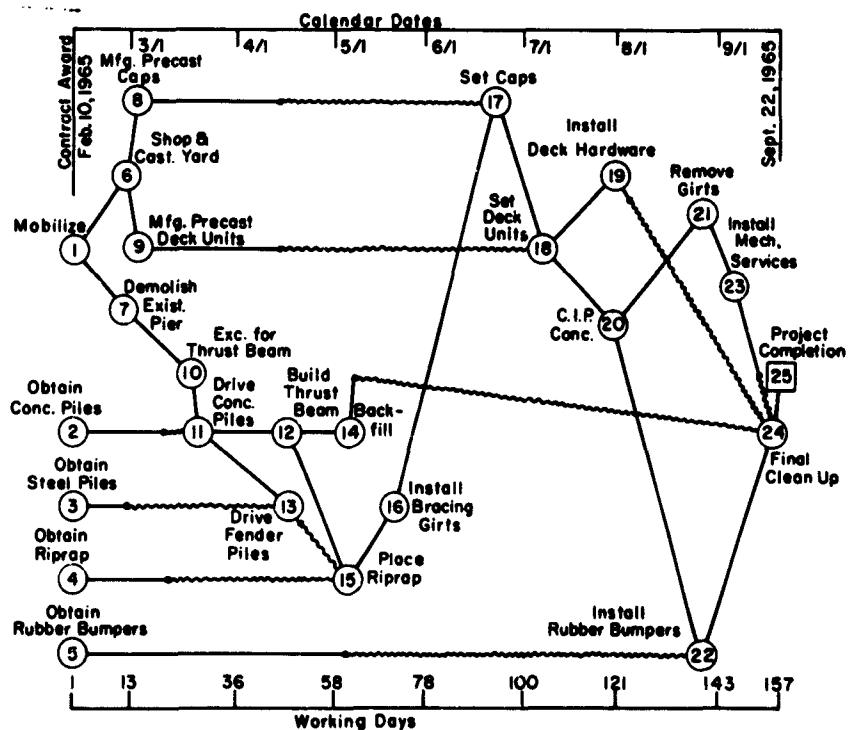 Calendar Dates
3/1 4/1 5/1 6/1 7/1 8/1 9/1
Contract Award
Feb. 10, 1965
Sept. 22, 1965
Mfg. Precast
Caps
8
Set Caps
17
Shop &
Cast. Yard
6
Install
Deck Hardware
19
Remove
Girts
21
Mobilize
1
Mfg. Precast
Deck Units
9
Set
Deck
Units
18
Install
Mech.
Services
23
Demolish
Exist.
Pier
7
C.I.P.
Conc.
20
Exc. for
Thrust Beam
10
Project
Completion
25
Obtain
Conc. Piles
2
Drive
Conc.
Piles
11
Build
Thrust
Beam
12
Back-
fill
14
24
Final
Clean Up
Obtain
Steel Piles
3
Drive
Fender
Piles
13
Install
Bracing
Girts
16
Obtain
Riprap
4
Place
Riprap
15
Obtain
Rubber Bumpers
5
Install
Rubber Bumpers
22
1 13 36 58 78 100 121 143 157
Working Days